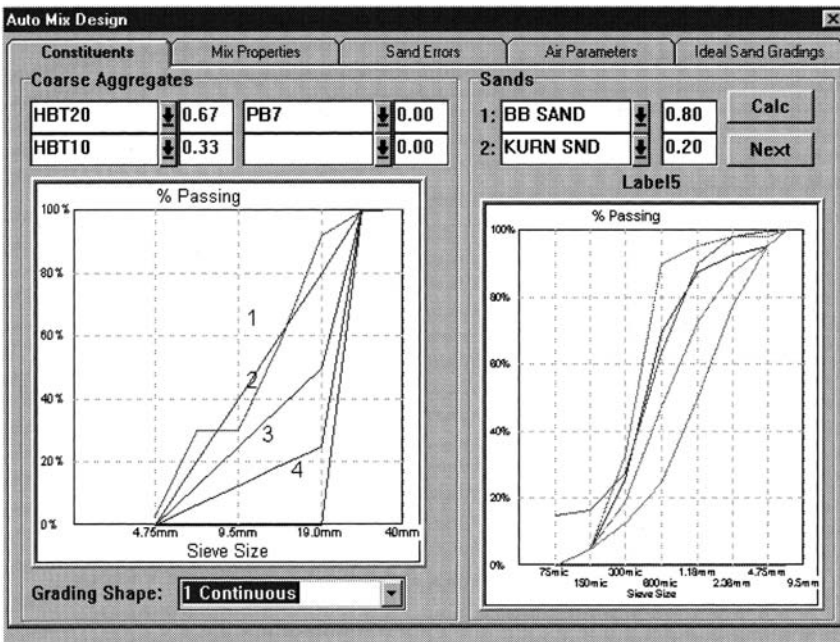 Auto Mix Design
Constituents
Mix Properties
Sand Errors
Air Parameters
Ideal Sand Gradings
Coarse Aggregates
HBT20 0.67 PB7 0.00
HBT10 0.33 0.00
% Passing
100%
80%
60%
40%
20%
0%
1
2
3
4
4.75mm 9.5mm 19.0mm 40mm
Sieve Size
Grading Shape: 1 Continuous
Sands
1: BB SAND 0.80 Calc
2: KURN SND 0.20 Next
Label5
% Passing
100%
80%
60%
40%
20%
0%
75mic 300mic 1.18mm 4.75mm
150mic 600mic 2.36mm 9.5mm
Sieve Size